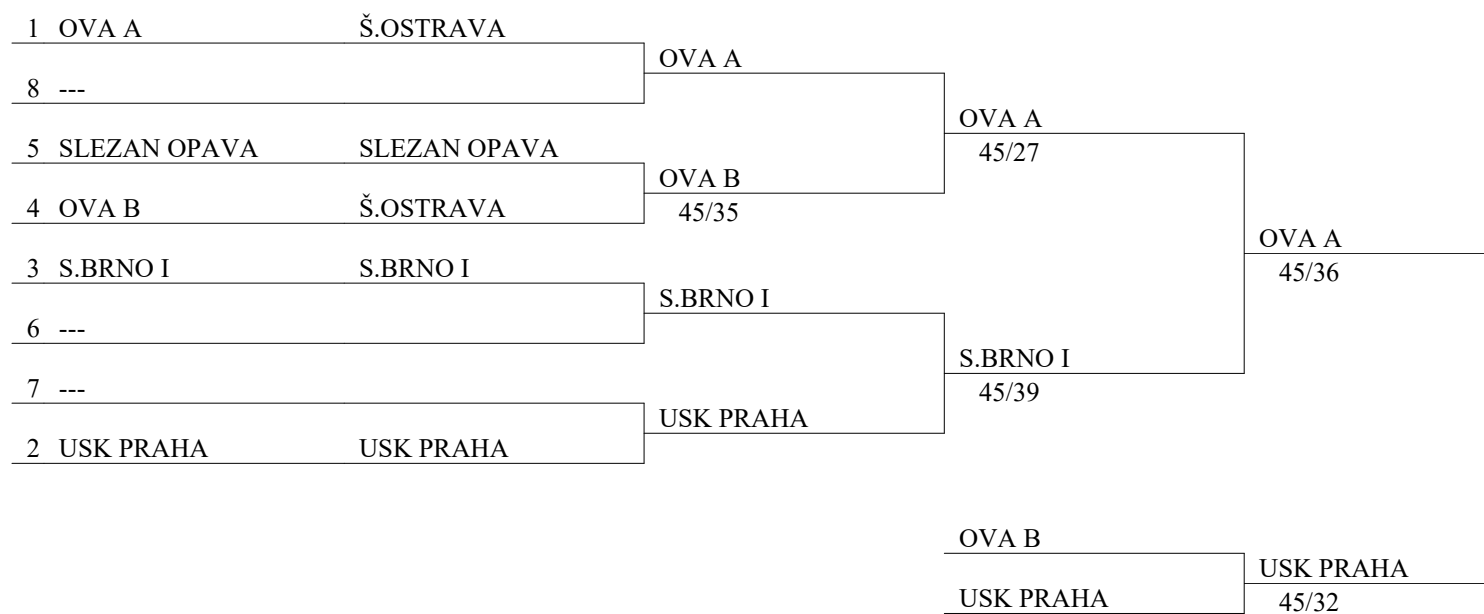 1 OVA A Š.OSTRAVA
OVA A
8 ---
OVA A
45/27
5 SLEZAN OPAVA SLEZAN OPAVA
OVA B
45/35
4 OVA B Š.OSTRAVA
OVA A
45/36
3 S.BRNO I S.BRNO I
S.BRNO I
6 ---
S.BRNO I
45/39
7 ---
USK PRAHA
2 USK PRAHA USK PRAHA
OVA B
USK PRAHA
45/32
USK PRAHA